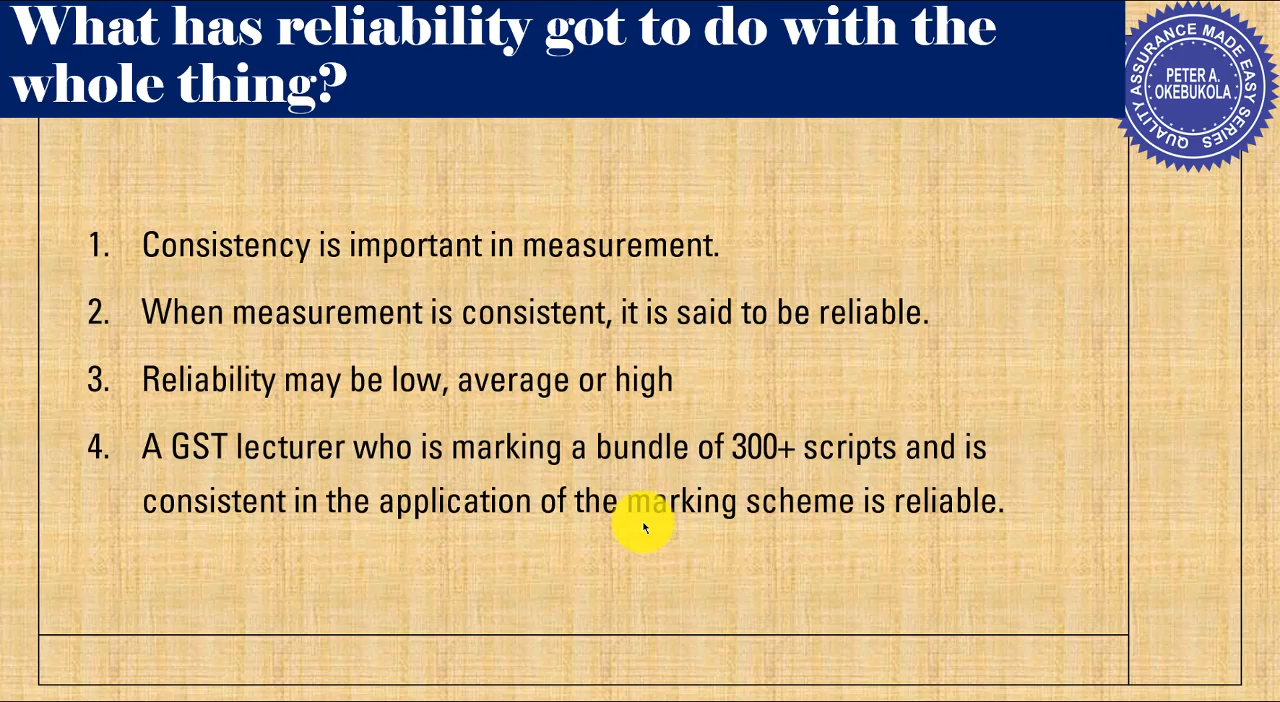 What has reliability got to do with the
whole thing?
QUALITY ASSURANCE MADE EASY SERIES
PETER A.
OKEBUKOLA
1. Consistency is important in measurement.
2. When measurement is consistent, it is said to be reliable.
3. Reliability may be low, average or high
4. A GST lecturer who is marking a bundle of 300+ scripts and is
consistent in the application of the marking scheme is reliable.